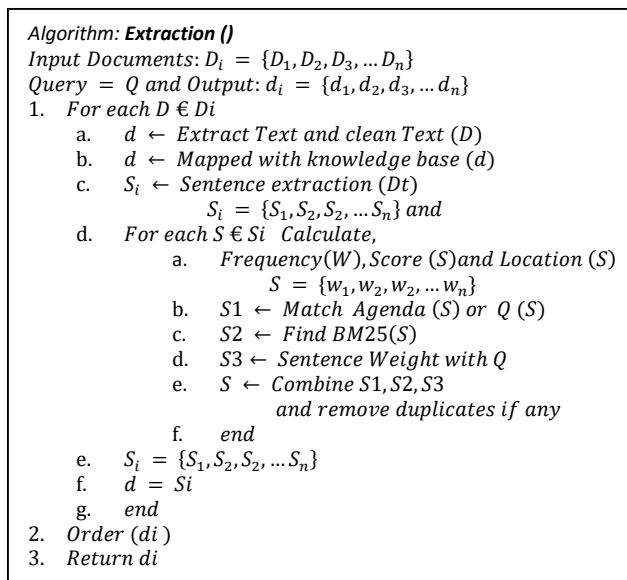 Algorithm: Extraction ()
Input Documents: D_i = {D_1, D_2, D_3, … D_n}
Query = Q and Output: d_i = {d_1, d_2, d_3, … d_n}
1. For each D € Di
a. d ← Extract Text and clean Text (D)
b. d ← Mapped with knowledge base (d)
c. S_i ← Sentence extraction (Dt)
S_i = {S_1, S_2, S_2, … S_n} and
d. For each S € Si Calculate,
a. Frequency(W), Score (S)and Location (S)
S = {w_1, w_2, w_2, … w_n}
b. S1 ← Match Agenda (S) or Q (S)
c. S2 ← Find BM25(S)
d. S3 ← Sentence Weight with Q
e. S ← Combine S1, S2, S3
and remove duplicates if any
f. end
e. S_i = {S_1, S_2, S_2, … S_n}
f. d = Si
g. end
2. Order (di )
3. Return di